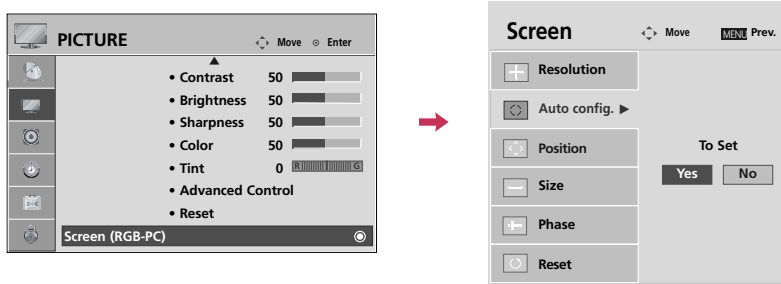 PICTURE
Move Enter
• Contrast 50
• Brightness 50
• Sharpness 50
• Color 50
• Tint 0 R G
• Advanced Control
• Reset
Screen (RGB-PC)
Screen
Move MENU Prev.
Resolution
Auto config. ▶
Position
Size
Phase
Reset
To Set
Yes No